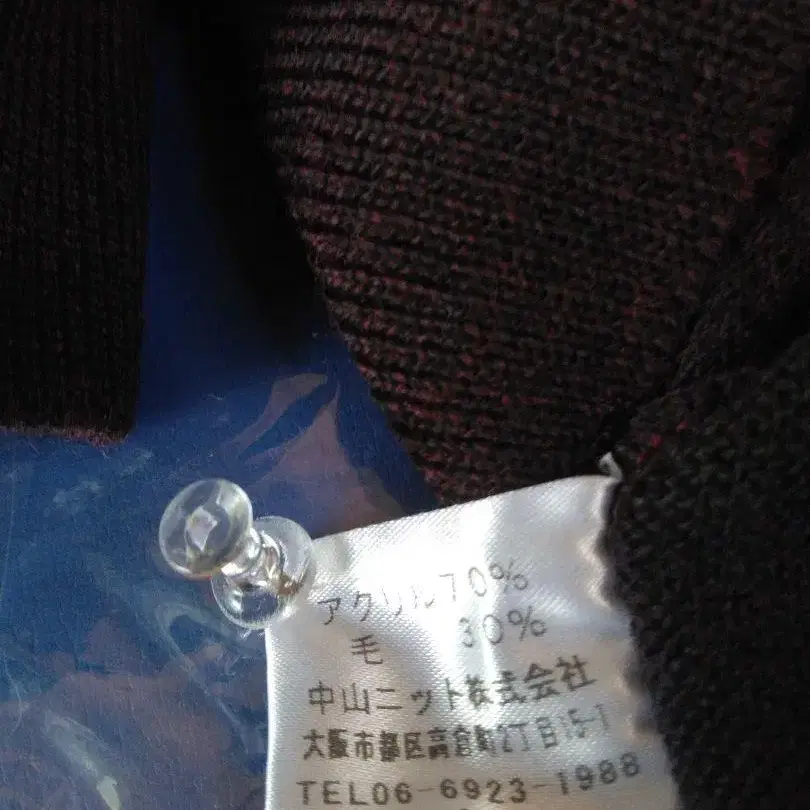 アクリル70%
毛 30%
中山ニット株式会社
大阪市都区高倉町2丁目15-1
TEL06-6923-1988